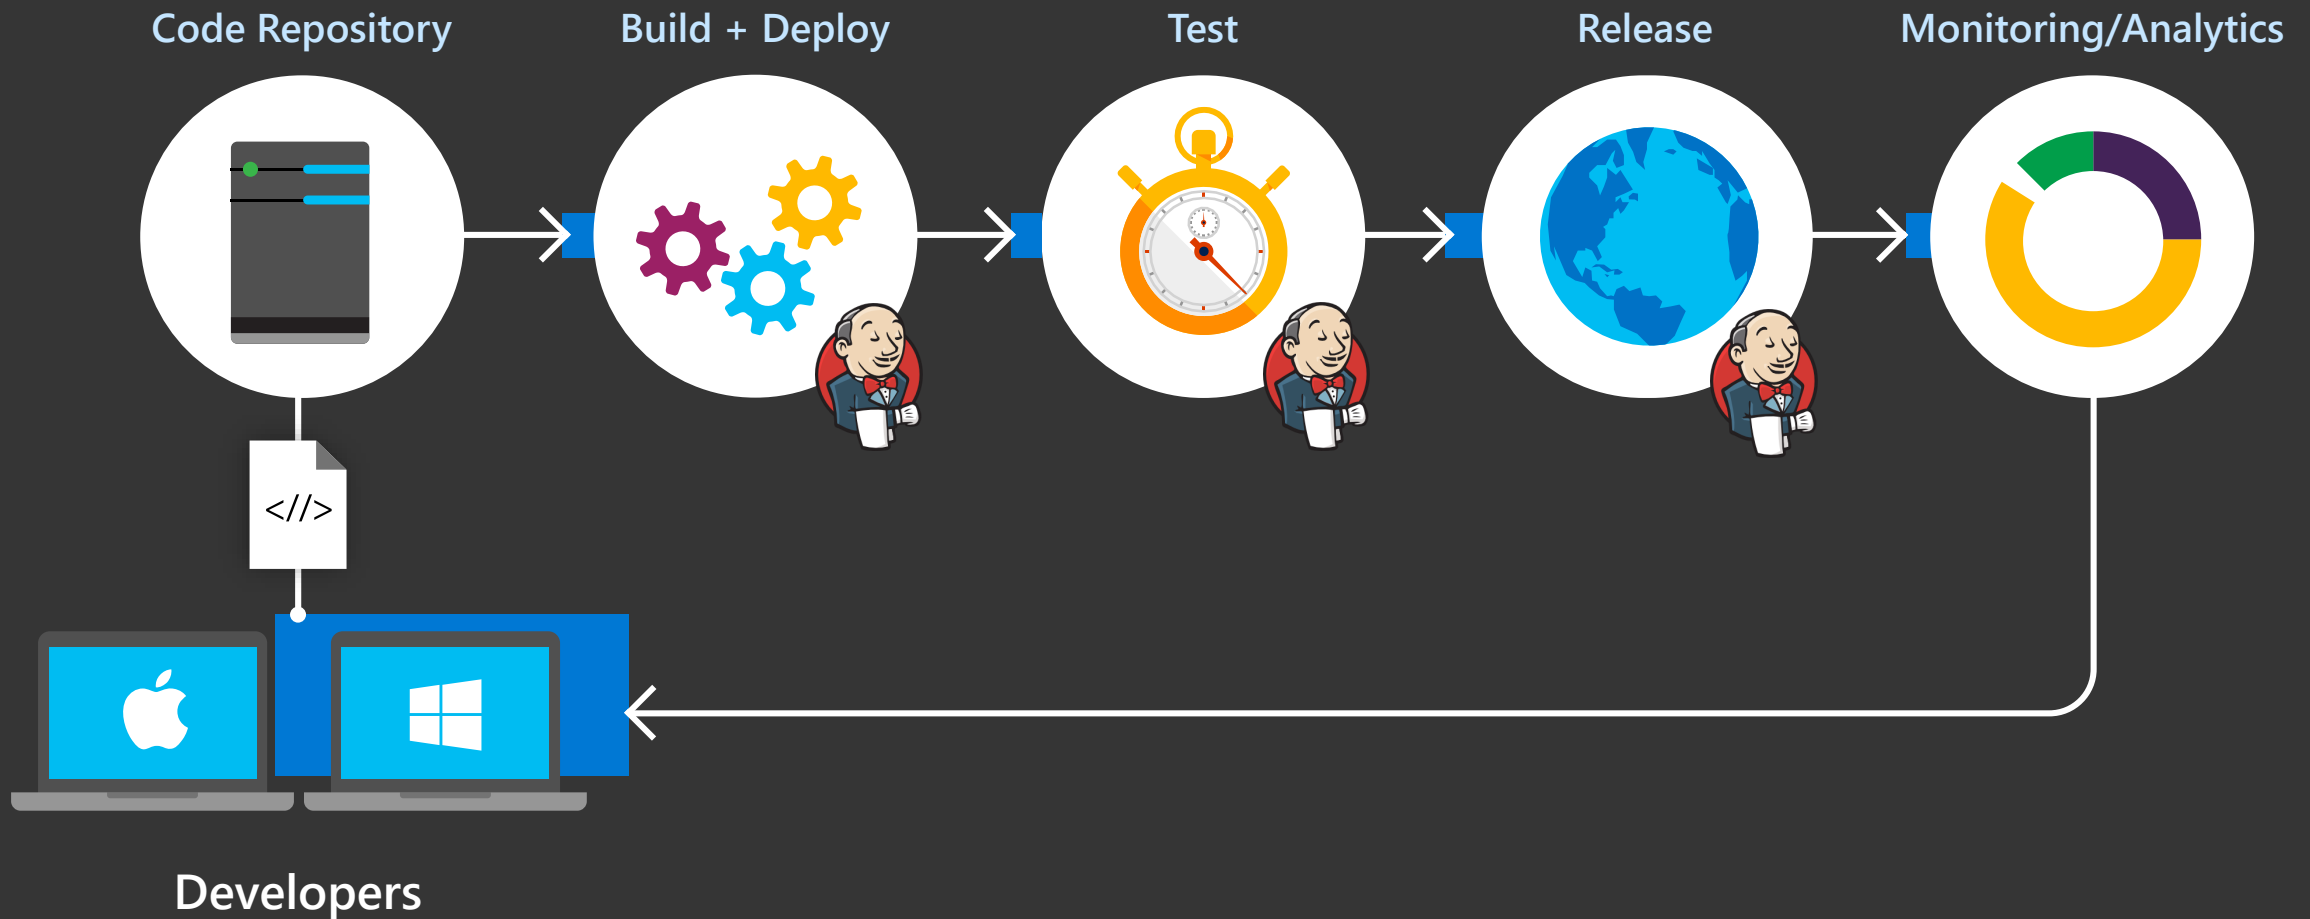 Code Repository
Build + Deploy
Test
Release
Monitoring/Analytics
<//>
Developers